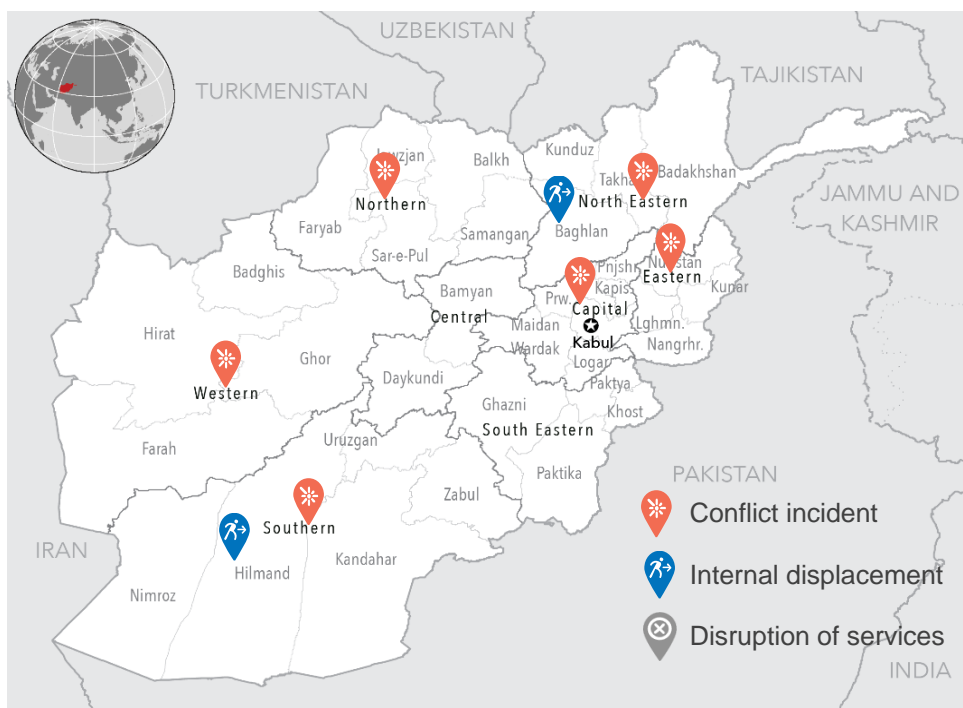 UZBEKISTAN
TAJIKISTAN
TURKMENISTAN
Kunduz
Jawzjan
Balkh
Takhar
Badakhshan
JAMMU AND
KASHMIR
Northern
North Eastern
Faryab
Samangan
Baghlan
Sar-e-Pul
Badghis
Pnjshr.
Nuristan
Eastern
Bamyan
Kapis
Kunar
Prw.
Capital
Central
Hirat
Maidan
Wardak
Lghmn.
Kabul
Nangrhr.
Ghor
Logar
Daykundi
Paktya
Western
Ghazni
Khost
South Eastern
Uruzgan
Farah
Paktika
PAKISTAN
Zabul
Conflict incident
Southern
IRAN
Kandahar
Hilmand
Internal displacement
Nimroz
Disruption of services
INDIA